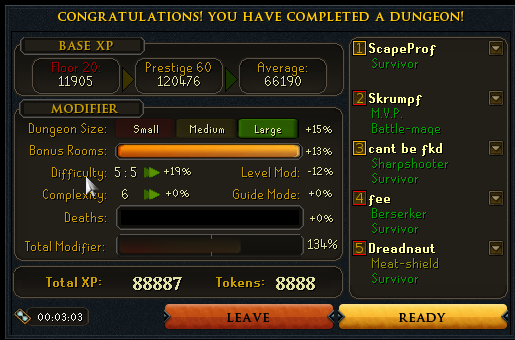 CONGRATULATIONS! YOU HAVE COMPLETED A DUNGEON!
BASE XP
Floor 20: Prestige 60 Average:
11905 120476 66190
MODIFIER
Dungeon Size: Small Medium Large +15%
Bonus Rooms: +13%
Difficulty: 5 : 5 +19% Level Mod: -12%
Complexity: 6 +0% Guide Mode: +0%
Deaths: +0%
Total Modifier: 134%
Total XP: 88887 Tokens: 8888
00:03:03
LEAVE
READY
1 ScapeProf
Survivor
2 Skrumpf
M.V.P.
Battle-mage
3 cant be fkd
Sharpshooter
Survivor
4 fee
Berserker
Survivor
5 Dreadnaut
Meat-shield
Survivor